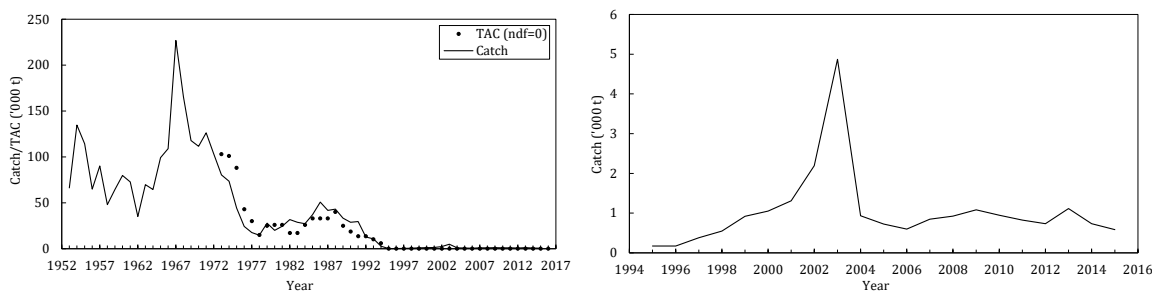 250
200
150
100
50
0
Catch/TAC ('000 t)
TAC (ndf=0)
Catch
1952 1957 1962 1967 1972 1977 1982 1987 1992 1997 2002 2007 2012 2017
Year
6
5
4
3
2
1
0
Catch ('000 t)
1994 1996 1998 2000 2002 2004 2006 2008 2010 2012 2014 2016
Year